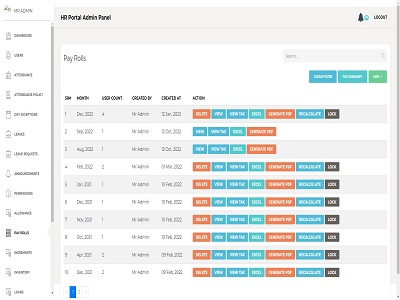 MR ADMIN
HR Portal Admin Panel
LOGOUT
DASHBOARD
USERS
ATTENDANCE
ATTENDANCE POLICY
DAY EXCEPTIONS
LEAVES
LEAVE REQUESTS
ANNOUNCEMENTS
PERMISSIONS
ALLOWANCE
PAYROLLS
INCREMENTS
INVENTORY
LOANS
Pay Rolls
Search...
CLEAR FILTER TAX SUMMARY ADD +
SR# MONTH USER COUNT CREATED BY CREATED AT ACTION
1 Dec, 2022 4 Mr Admin 12 Jan, 2023 DELETE VIEW VIEW TAX EXCEL GENERATE PDF RECALCULATE LOCK
2 Sep, 2022 1 Mr Admin 12 Oct, 2022 VIEW VIEW TAX EXCEL GENERATE PDF
3 Aug, 2022 1 Mr Admin 12 Oct, 2022 VIEW VIEW TAX EXCEL GENERATE PDF
4 Feb, 2022 2 Mr Admin 01 Mar, 2022 DELETE VIEW VIEW TAX EXCEL GENERATE PDF RECALCULATE LOCK
5 Jan, 2021 1 Mr Admin 10 Feb, 2022 DELETE VIEW VIEW TAX EXCEL GENERATE PDF RECALCULATE LOCK
6 Dec, 2021 1 Mr Admin 10 Feb, 2022 DELETE VIEW VIEW TAX EXCEL GENERATE PDF RECALCULATE LOCK
7 Nov, 2021 1 Mr Admin 10 Feb, 2022 DELETE VIEW VIEW TAX EXCEL GENERATE PDF RECALCULATE LOCK
8 Oct, 2021 1 Mr Admin 10 Feb, 2022 DELETE VIEW VIEW TAX EXCEL GENERATE PDF RECALCULATE LOCK
9 Apr, 2021 2 Mr Admin 09 Feb, 2022 DELETE VIEW VIEW TAX EXCEL GENERATE PDF RECALCULATE LOCK
10 Dec, 2021 2 Mr Admin 09 Feb, 2022 DELETE VIEW VIEW TAX EXCEL GENERATE PDF RECALCULATE LOCK
1 2